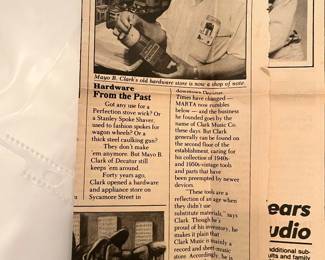 Mayo B. Clark's old hardware store is now a shop of note.
Hardware
From the Past
Got any use for a
Perfection stove wick? Or
a Stanley Spoke Shaver,
used to fashion spokes for
wagon wheels? Or a
thick steel caulking gun?
They don't make
'em anymore. But Mayo B.
Clark of Decatur still
keeps 'em around.
Forty years ago,
Clark opened a hardware
and appliance store on
Sycamore Street in
downtown Decatur.
Times have changed —
MARTA now rumbles
below — and the business
he founded goes by the
name of Clark Music Co.
these days. But Clark
generally can be found on
the second floor of the
establishment, caring for
his collection of 1940s-
and 1950s-vintage tools
and parts that have
been preempted by newer
devices.
"These tools are a
reflection of an age when
they didn't use
substitute materials," says
Clark. Though he's
proud of his inventory, he
makes it plain that
Clark Music is mainly a
record and sheet-music
store. Accordingly, he is
ears
udio
additional sub-
ults and family